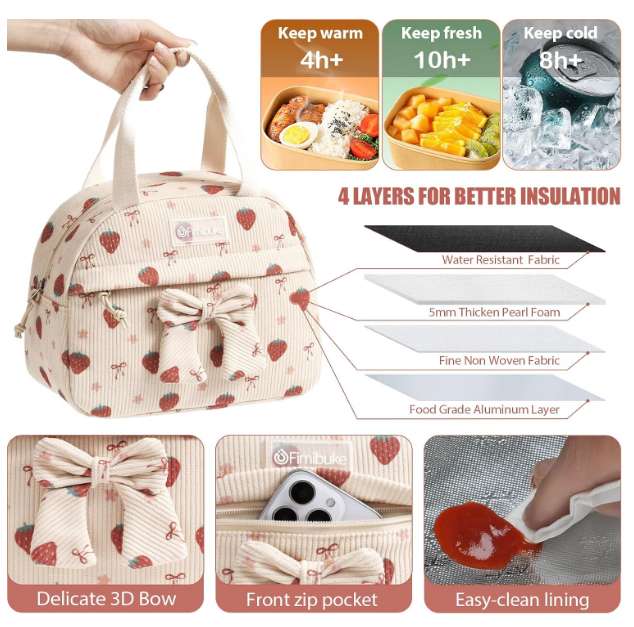 Keep warm
4h+
Keep fresh
10h+
Keep cold
8h+
Fimibuke
4 LAYERS FOR BETTER INSULATION
Water Resistant Fabric
5mm Thicken Pearl Foam
Fine Non Woven Fabric
Food Grade Aluminum Layer
Fimibuke
Delicate 3D Bow
Front zip pocket
Easy-clean lining